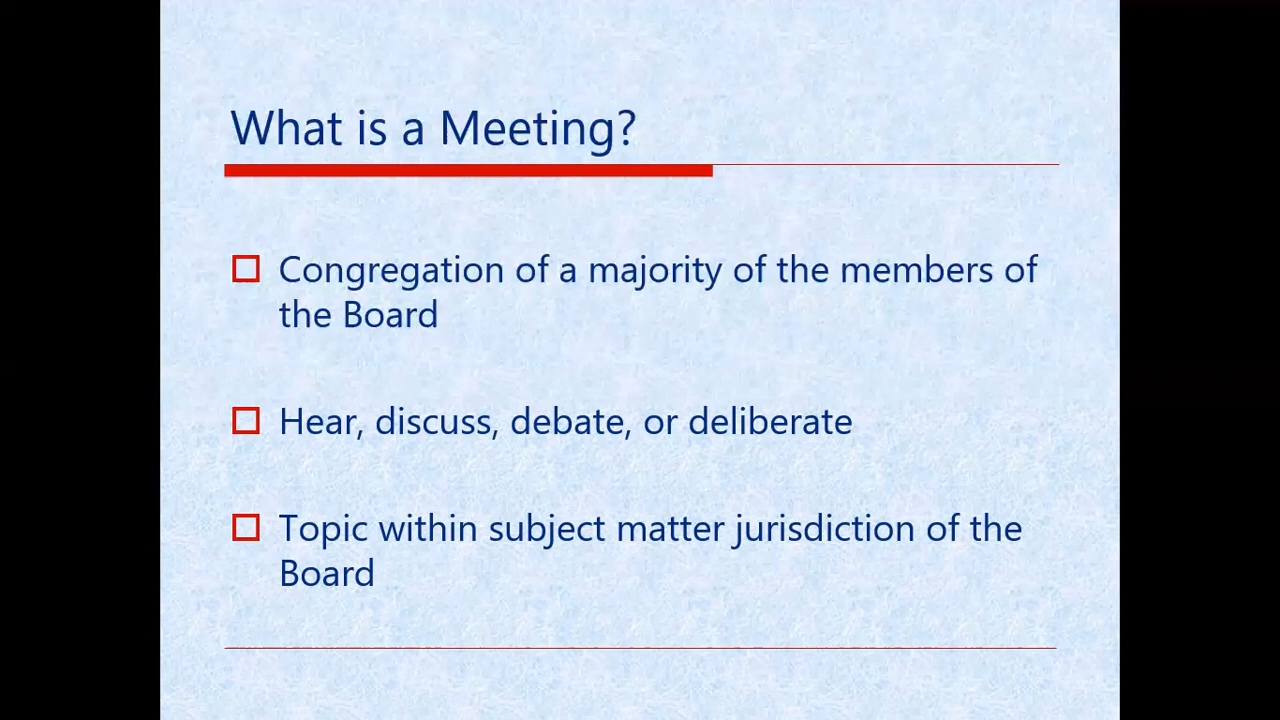 What is a Meeting?
Congregation of a majority of the members of
the Board
Hear, discuss, debate, or deliberate
Topic within subject matter jurisdiction of the
Board